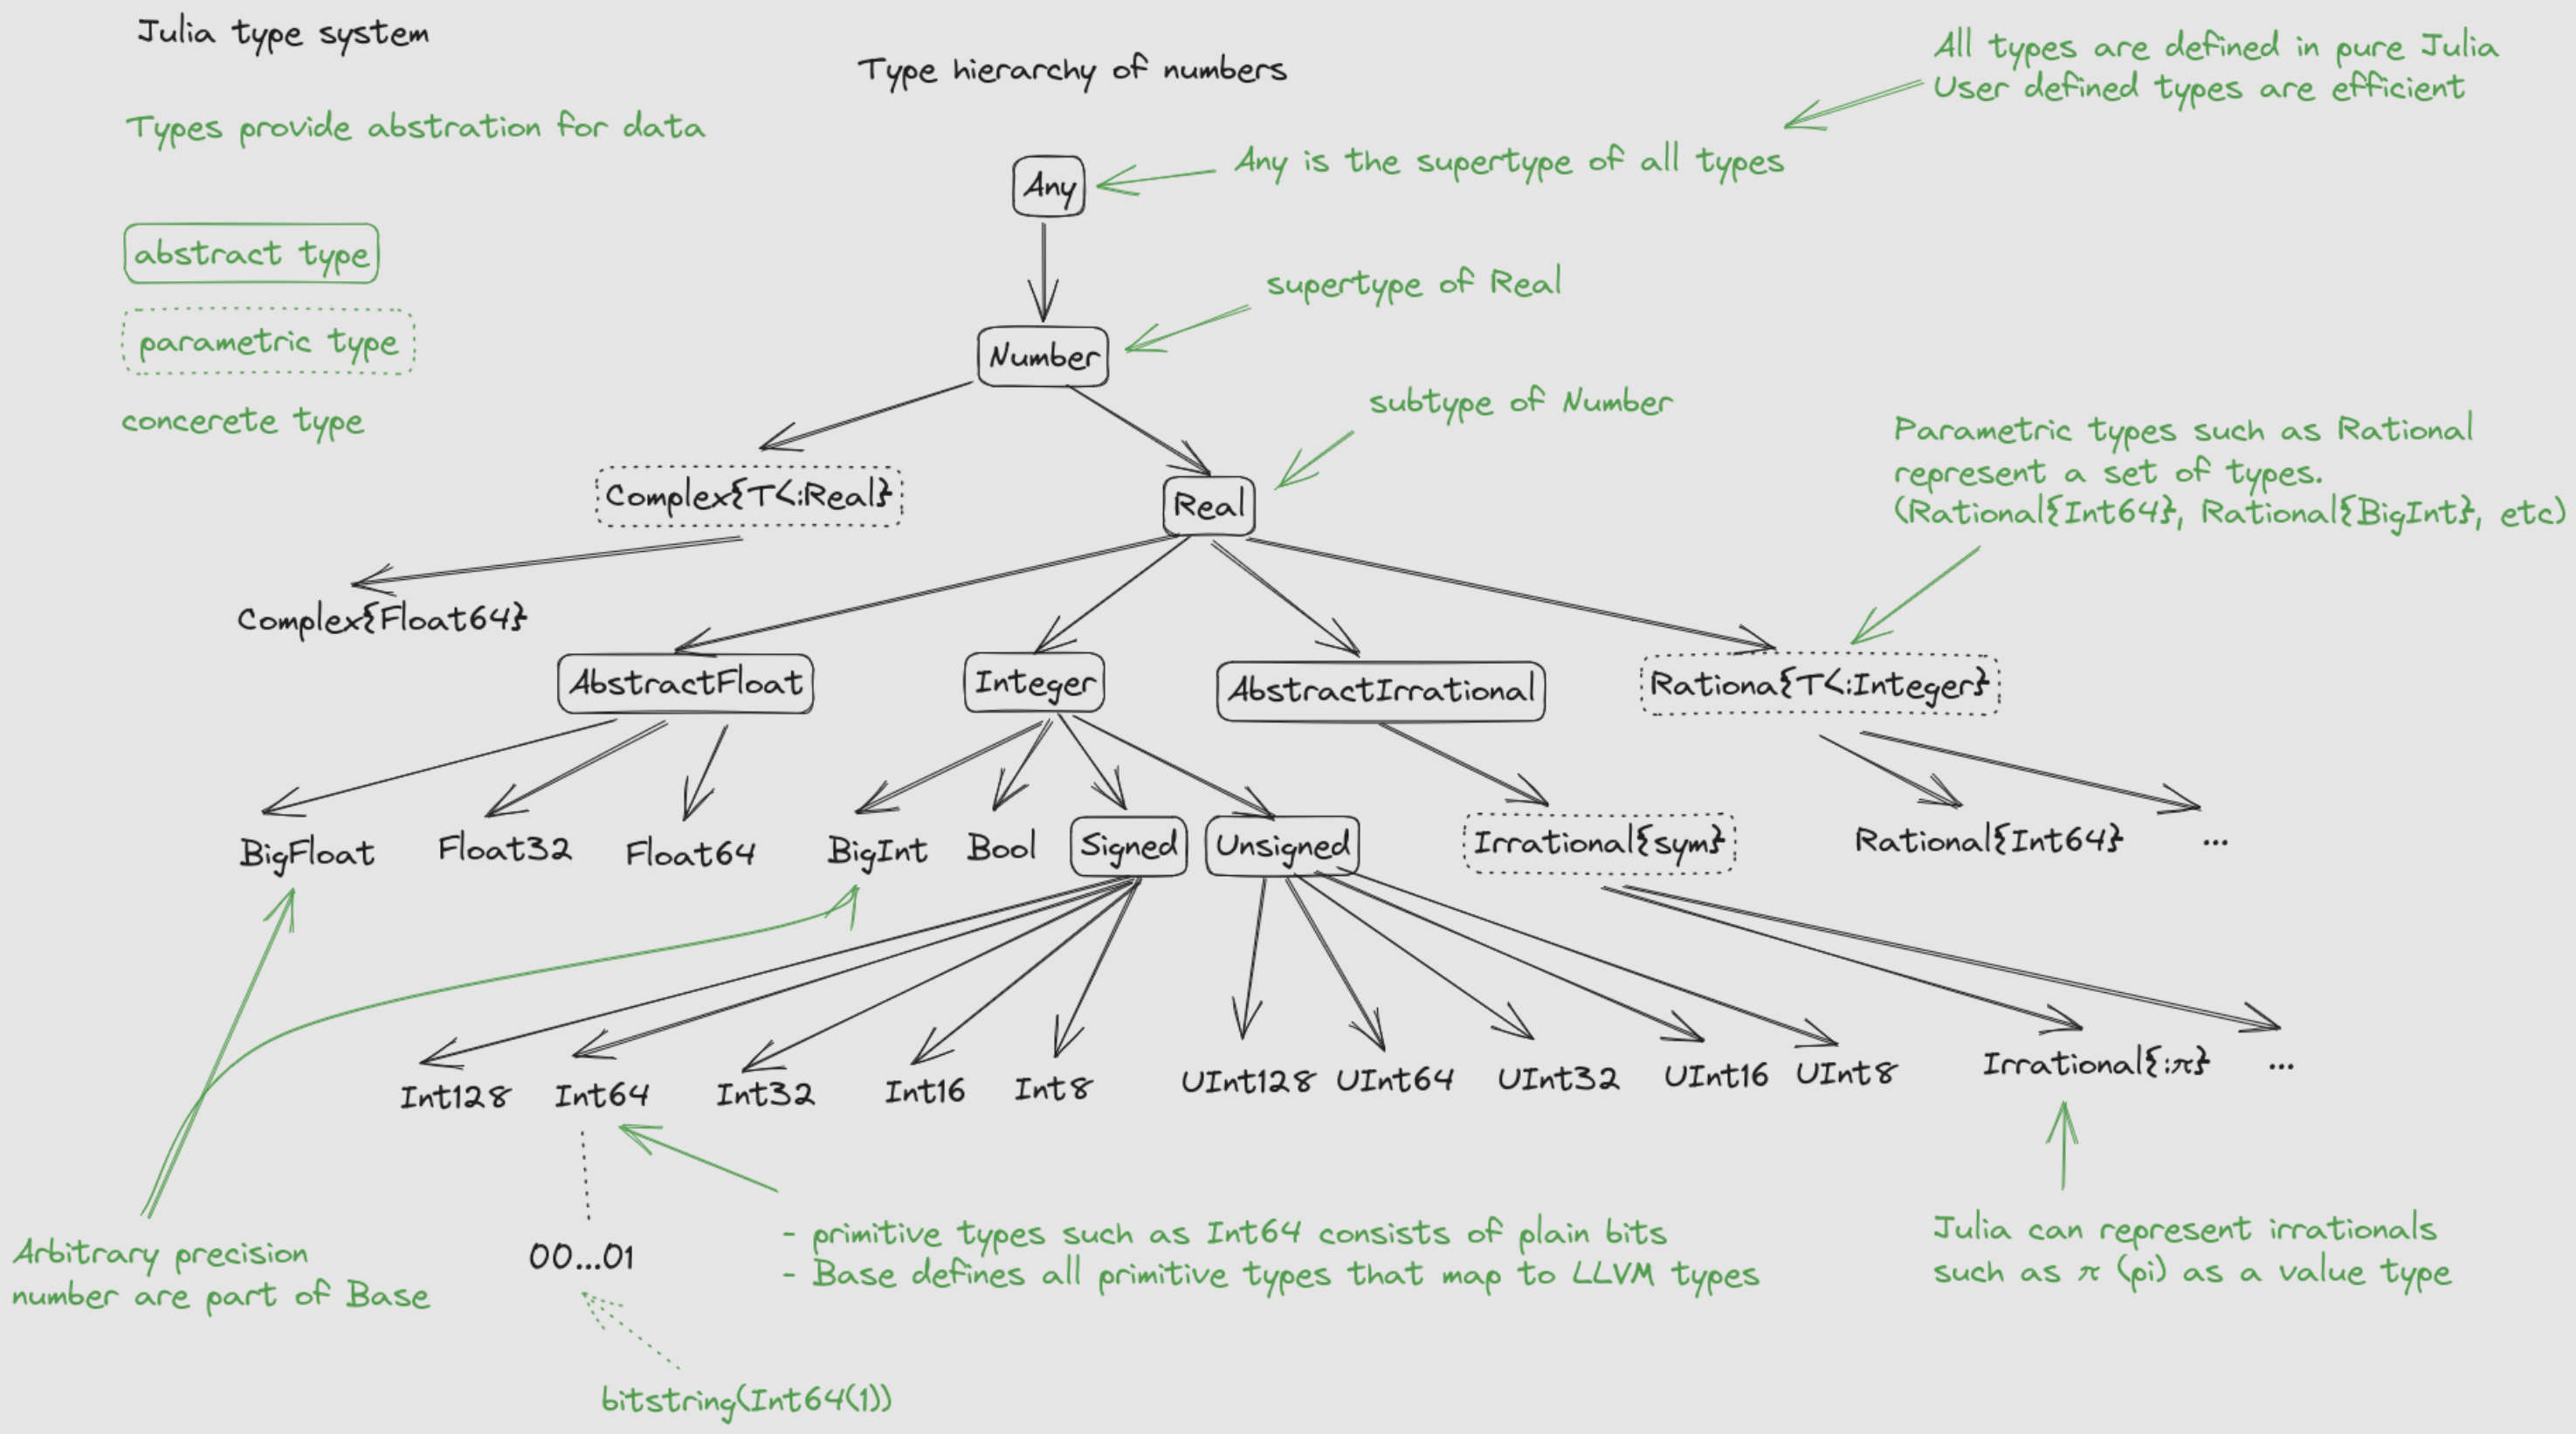 Julia type system
Type hierarchy of numbers
All types are defined in pure Julia
User defined types are efficient
Types provide abstration for data
Any is the supertype of all types
Any
abstract type
supertype of Real
parametric type
Number
subtype of Number
concerete type
Parametric types such as Rational
represent a set of types.
(Rational{Int64}, Rational{BigInt}, etc)
Complex{T<:Real}
Real
Complex{Float64}
AbstractFloat
Integer
AbstractIrrational
Rationa{T<:Integer}
BigFloat
Float32
Float64
BigInt
Bool
Signed
Unsigned
Irrational{sym}
Rational{Int64}
...
Int128
Int64
Int32
Int16
Int8
UInt128
UInt64
UInt32
UInt16
UInt8
Irrational{:π}
...
Arbitrary precision
number are part of Base
00...01
- primitive types such as Int64 consists of plain bits
- Base defines all primitive types that map to LLVM types
Julia can represent irrationals
such as π (pi) as a value type
bitstring(Int64(1))